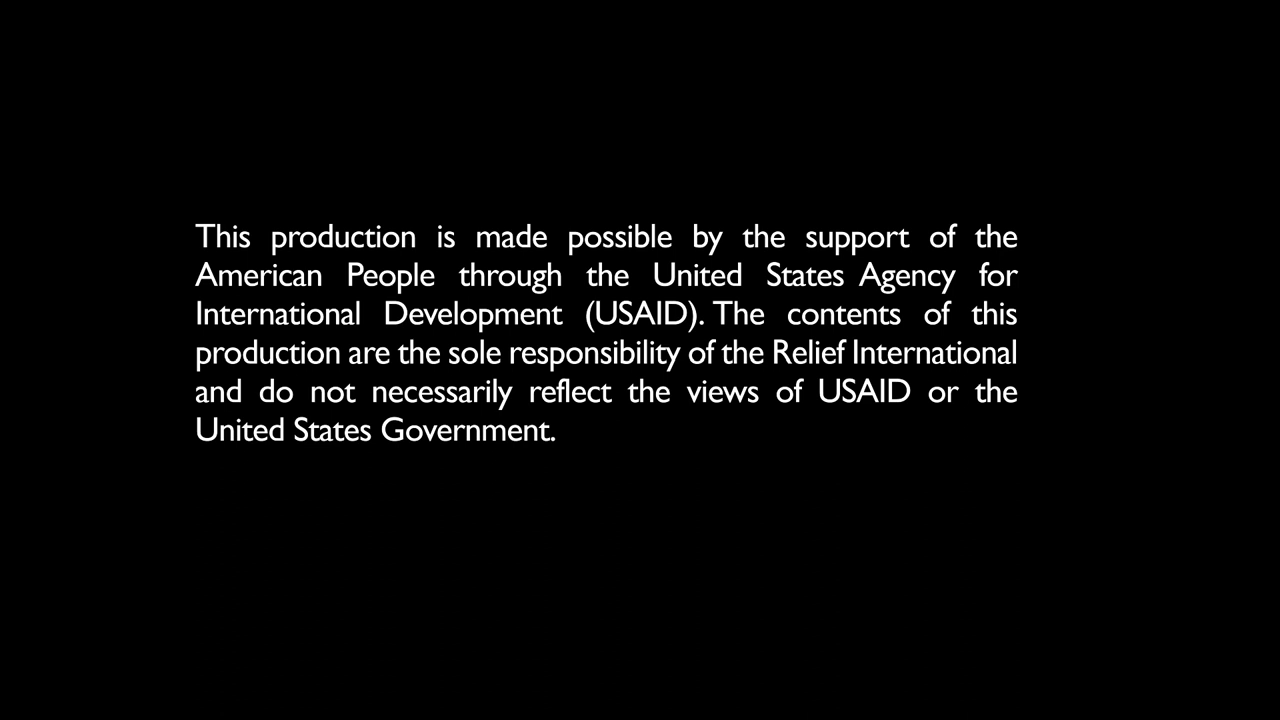 This production is made possible by the support of the
American People through the United States Agency for
International Development (USAID). The contents of this
production are the sole responsibility of the Relief International
and do not necessarily reflect the views of USAID or the
United States Government.